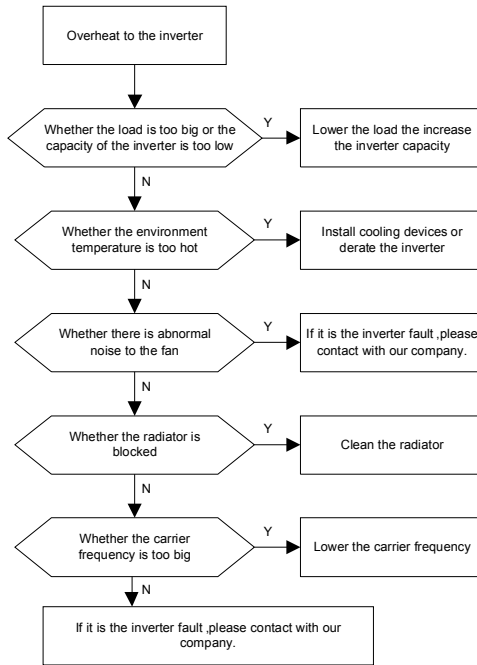 Overheat to the inverter
Whether the load is too big or the
capacity of the inverter is too low
Y
Lower the load the increase
the inverter capacity
N
Whether the environment
temperature is too hot
Y
Install cooling devices or
derate the inverter
N
Whether there is abnormal
noise to the fan
Y
If it is the inverter fault ,please
contact with our company.
N
Whether the radiator is
blocked
Y
Clean the radiator
N
Whether the carrier
frequency is too big
Y
Lower the carrier frequency
N
If it is the inverter fault ,please contact with our
company.